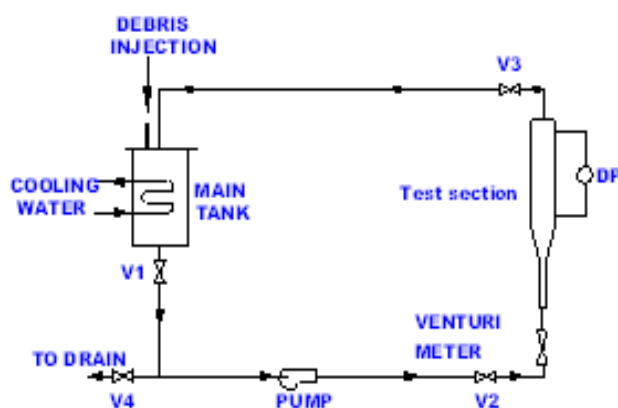 DEBRIS
INJECTION
V3
COOLING
WATER
MAIN
TANK
Test section
DP
V1
VENTURI
METER
TO DRAIN
V4
PUMP
V2